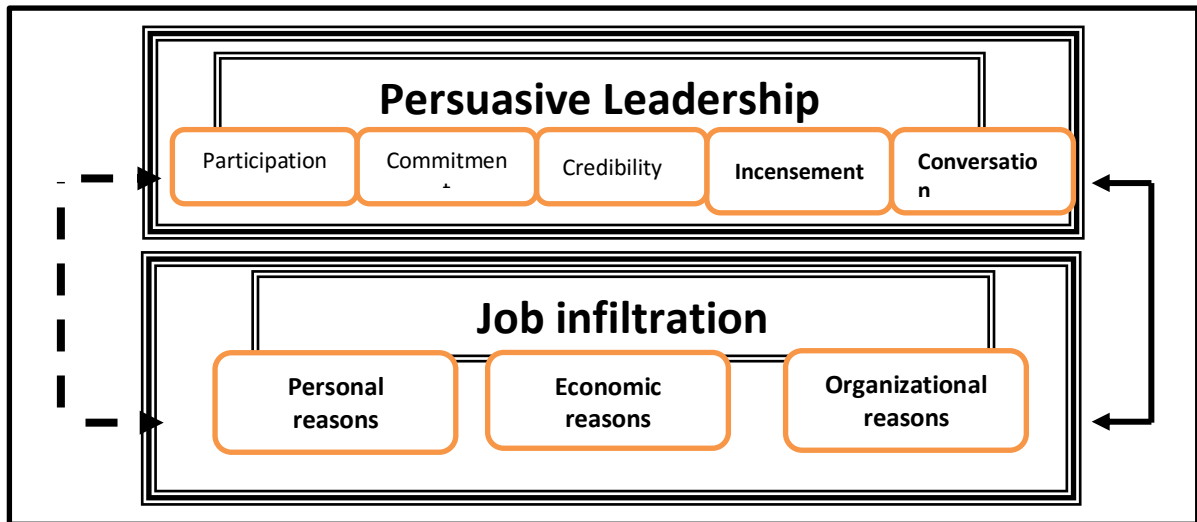 Persuasive Leadership
Participation
Commitmen
Credibility
Incensement
Conversatio
n
Job infiltration
Personal
reasons
Economic
reasons
Organizational
reasons